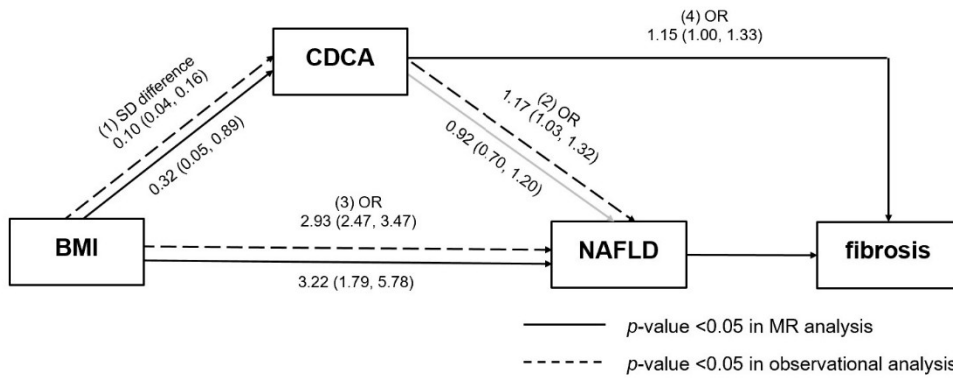 (4) OR
1.15 (1.00, 1.33)
CDCA
(1) SD difference
0.10 (0.04, 0.16)
0.32 (0.05, 0.89)
(2) OR
1.17 (1.03, 1.32)
0.92 (0.70, 1.20)
(3) OR
2.93 (2.47, 3.47)
BMI
NAFLD
fibrosis
3.22 (1.79, 5.78)
p-value <0.05 in MR analysis
p-value <0.05 in observational analysis